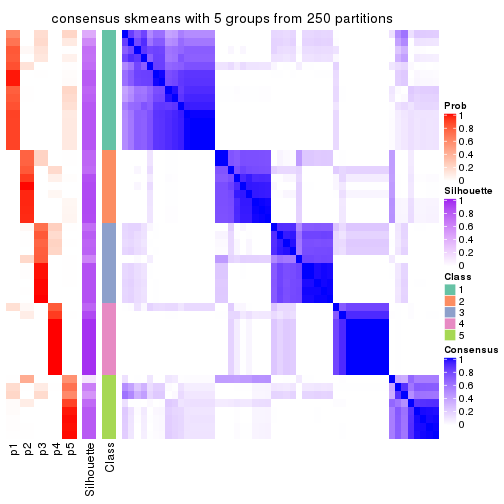 consensus skmeans with 5 groups from 250 partitions
Prob
1
0.8
0.6
0.4
0.2
0
Silhouette
1
0.8
0.6
0.4
0.2
0
Class
1
2
3
4
5
Consensus
1
0.8
0.6
0.4
0.2
0
p1
p2
p3
p4
p5
Silhouette
Class